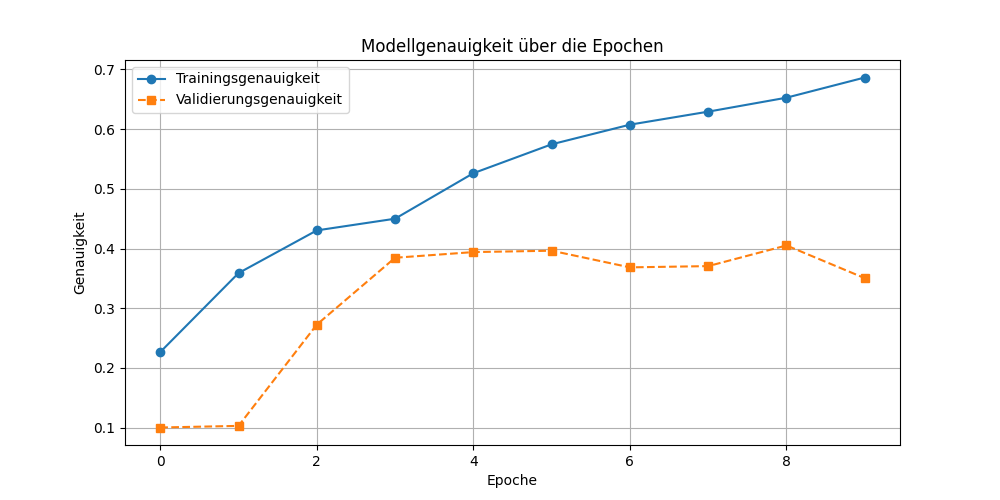 Modellgenauigkeit über die Epochen
Trainingsgenauigkeit
Validierungsgenauigkeit
Genauigkeit
0.7
0.6
0.5
0.4
0.3
0.2
0.1
0 2 4 6 8
Epoche